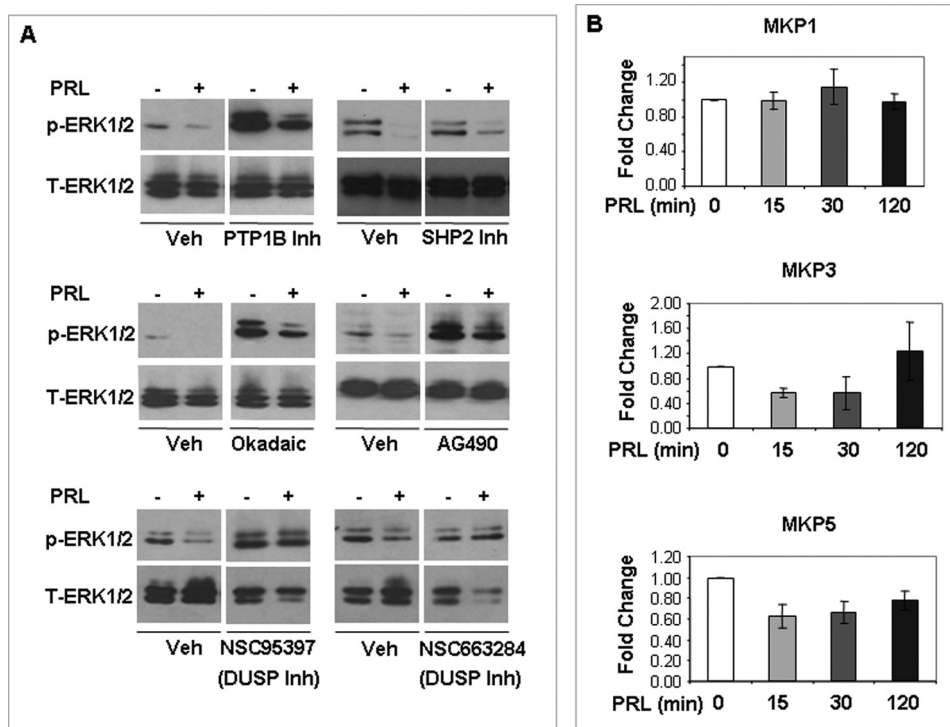 A
PRL - + - + - + - +
p-ERK1/2
T-ERK1/2
Veh PTP1B Inh Veh SHP2 Inh
PRL - + - + - + - +
p-ERK1/2
T-ERK1/2
Veh Okadaic Veh AG490
PRL - + - + - + - +
p-ERK1/2
T-ERK1/2
Veh NSC95397 Veh NSC663284
(DUSP Inh) (DUSP Inh)
B
MKP1
Fold Change
1.20
0.80
0.40
0.00
PRL (min) 0 15 30 120
MKP3
Fold Change
2.00
1.60
1.20
0.80
0.40
0.00
PRL (min) 0 15 30 120
MKP5
Fold Change
1.20
1.00
0.80
0.60
0.40
0.20
0.00
PRL (min) 0 15 30 120